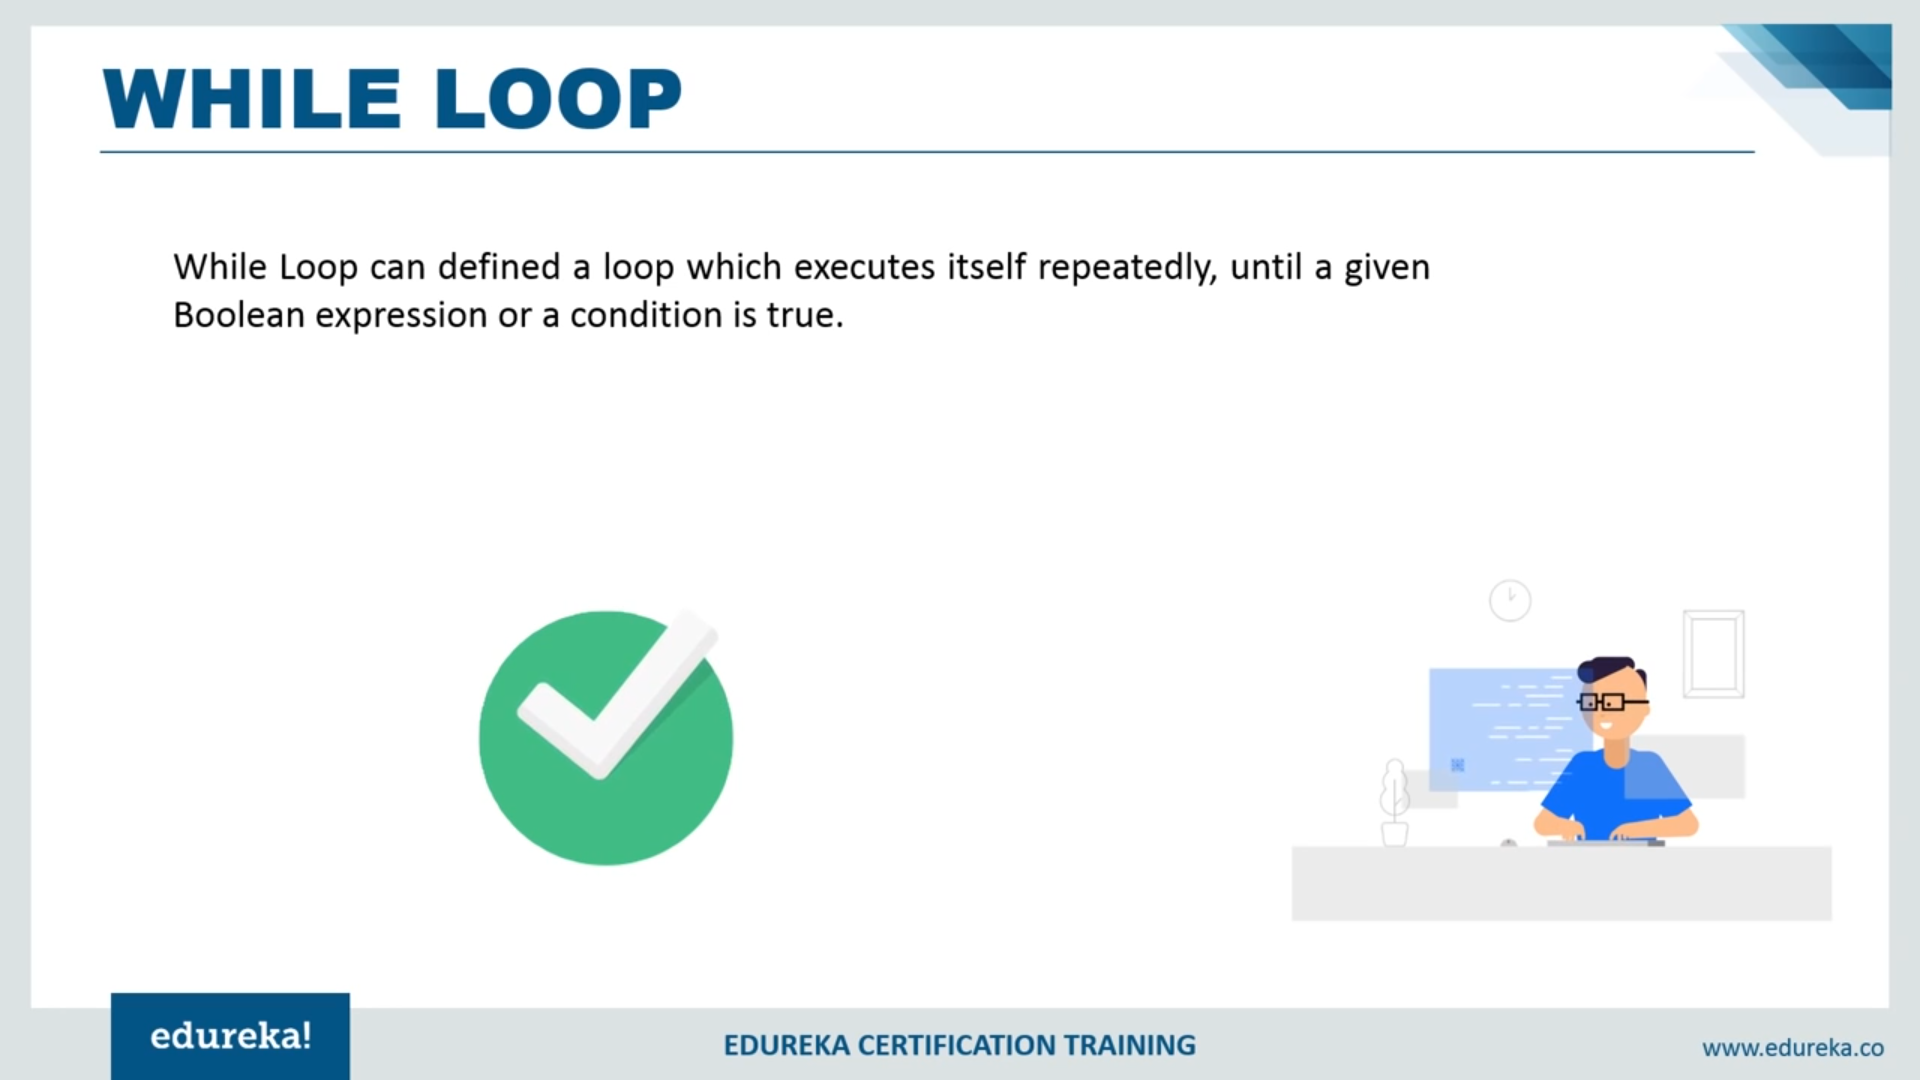 WHILE LOOP
While Loop can defined a loop which executes itself repeatedly, until a given
Boolean expression or a condition is true.
edureka!
EDUREKA CERTIFICATION TRAINING
www.edureka.co